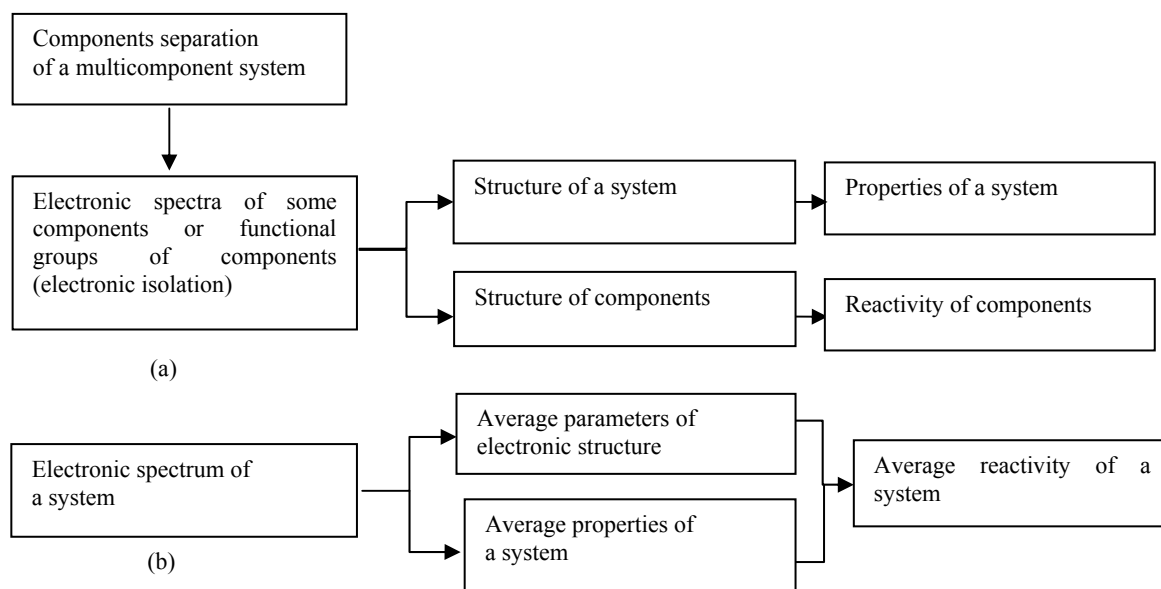 Components separation
of a multicomponent system
Electronic spectra of some
components or functional
groups of components
(electronic isolation)
Structure of a system
Properties of a system
Structure of components
Reactivity of components
(a)
Electronic spectrum of
a system
Average parameters of
electronic structure
Average properties of
a system
Average reactivity of a
system
(b)